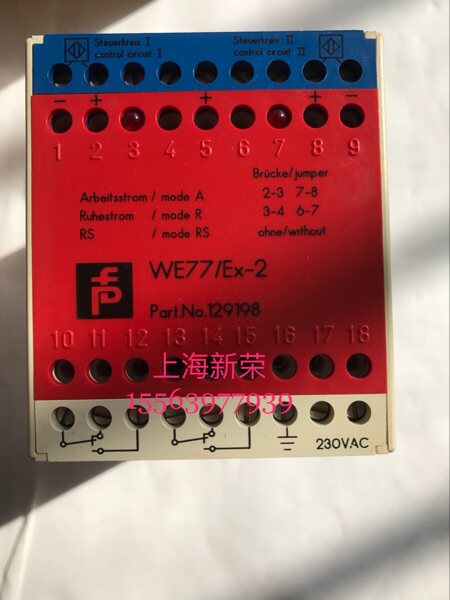 Steuerkreis I Steuerkreis II
control circuit I control circuit II
− + + + −
1 2 3 4 5 6 7 8 9
Brücke/jumper
Arbeitsstrom / mode A 2-3 7-8
Ruhestrom / mode R 3-4 6-7
RS / mode RS ohne/without
WE77/Ex-2
Part.No.129198
10 11 12 13 14 15 16 17 18
上海新荣
15563977939
230VAC